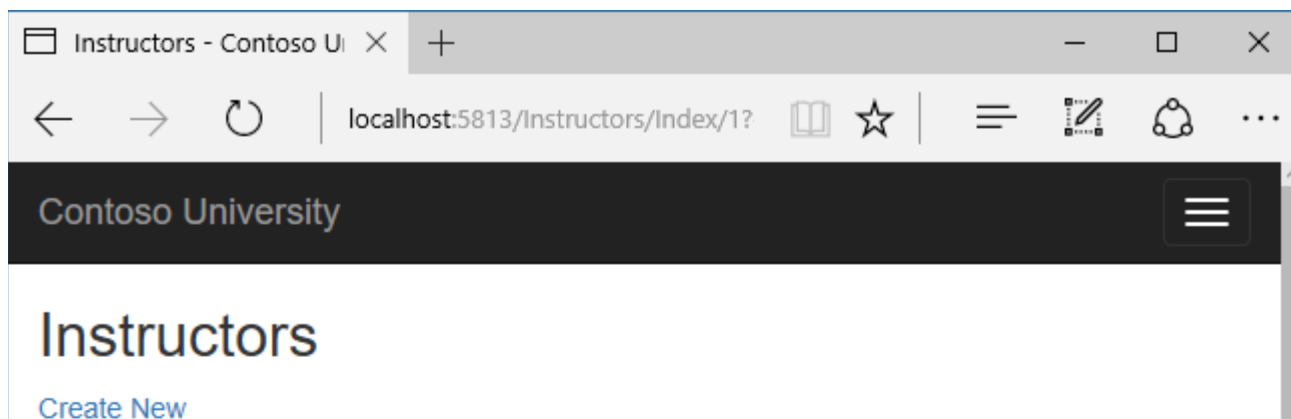 Instructors - Contoso U
localhost:5813/Instructors/Index/1?
Contoso University
Instructors
Create New